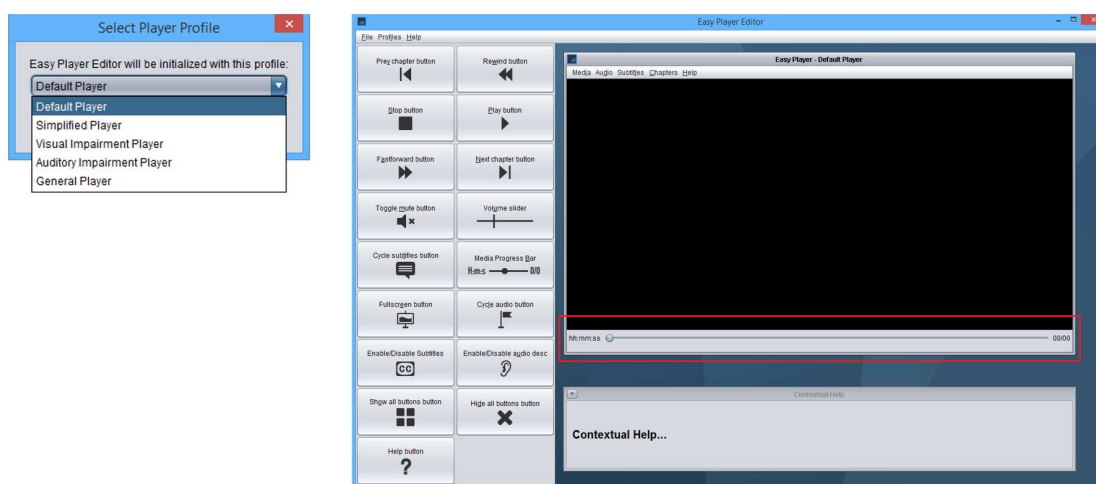 Select Player Profile
Easy Player Editor will be initialized with this profile:
Default Player
Default Player
Simplified Player
Visual Impairment Player
Auditory Impairment Player
General Player
Easy Player Editor
File Profiles Help
Prev chapter button
Rewind button
Stop button
Play button
Fastforward button
Next chapter button
Toggle mute button
Volume slider
Cycle subtitles button
Media Progress Bar
H:m:s 0/0
Fullscreen button
Cycle audio button
Enable/Disable Subtitles
CC
Enable/Disable audio desc
Show all buttons button
Hide all buttons button
Help button
?
Easy Player - Default Player
Media Audio Subtitles Chapters Help
hh:mm:ss 00/00
Contextual Help
Contextual Help...